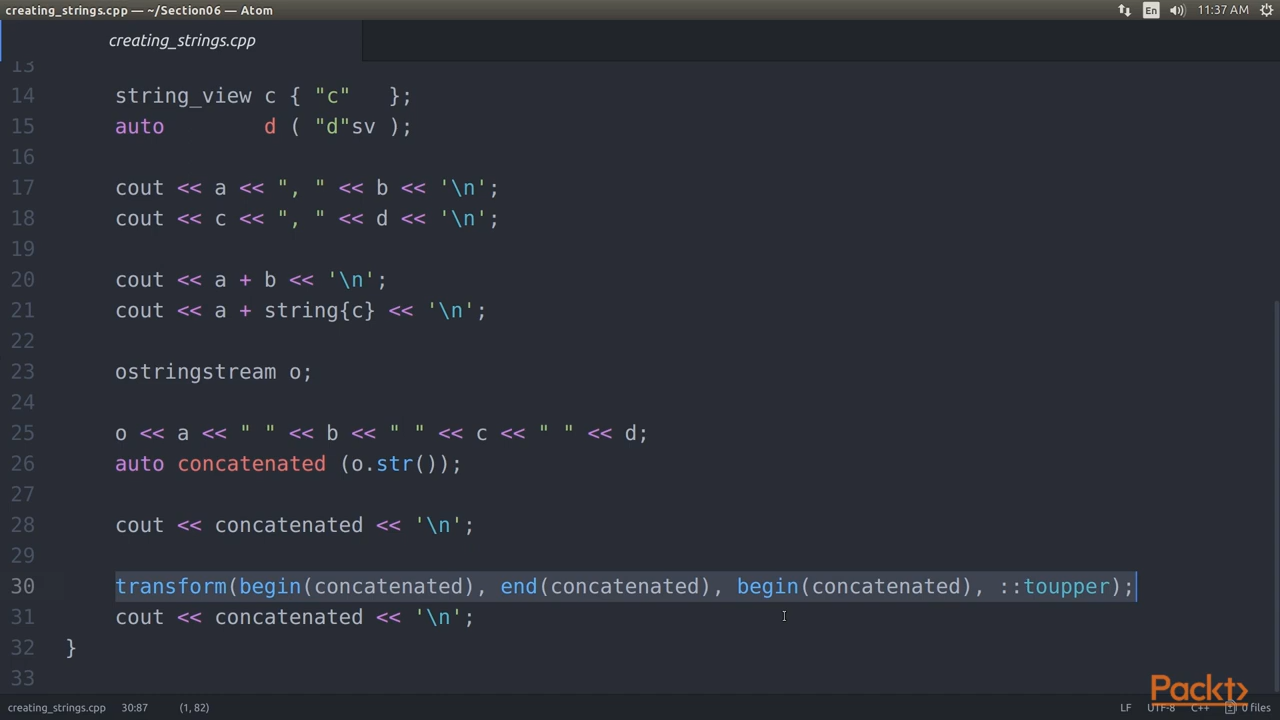 creating_strings.cpp — ~/Section06 — Atom
En
11:37 AM
creating_strings.cpp
13
14 string_view c { "c"   };
15 auto        d ( "d"sv );
16
17 cout << a << ", " << b << '\n';
18 cout << c << ", " << d << '\n';
19
20 cout << a + b << '\n';
21 cout << a + string{c} << '\n';
22
23 ostringstream o;
24
25 o << a << " " << b << " " << c << " " << d;
26 auto concatenated (o.str());
27
28 cout << concatenated << '\n';
29
30 transform(begin(concatenated), end(concatenated), begin(concatenated), ::toupper);
31 cout << concatenated << '\n';
32 }
33
Packt
creating_strings.cpp 30:87 (1, 82) LF UTF-8 C++ 0 files